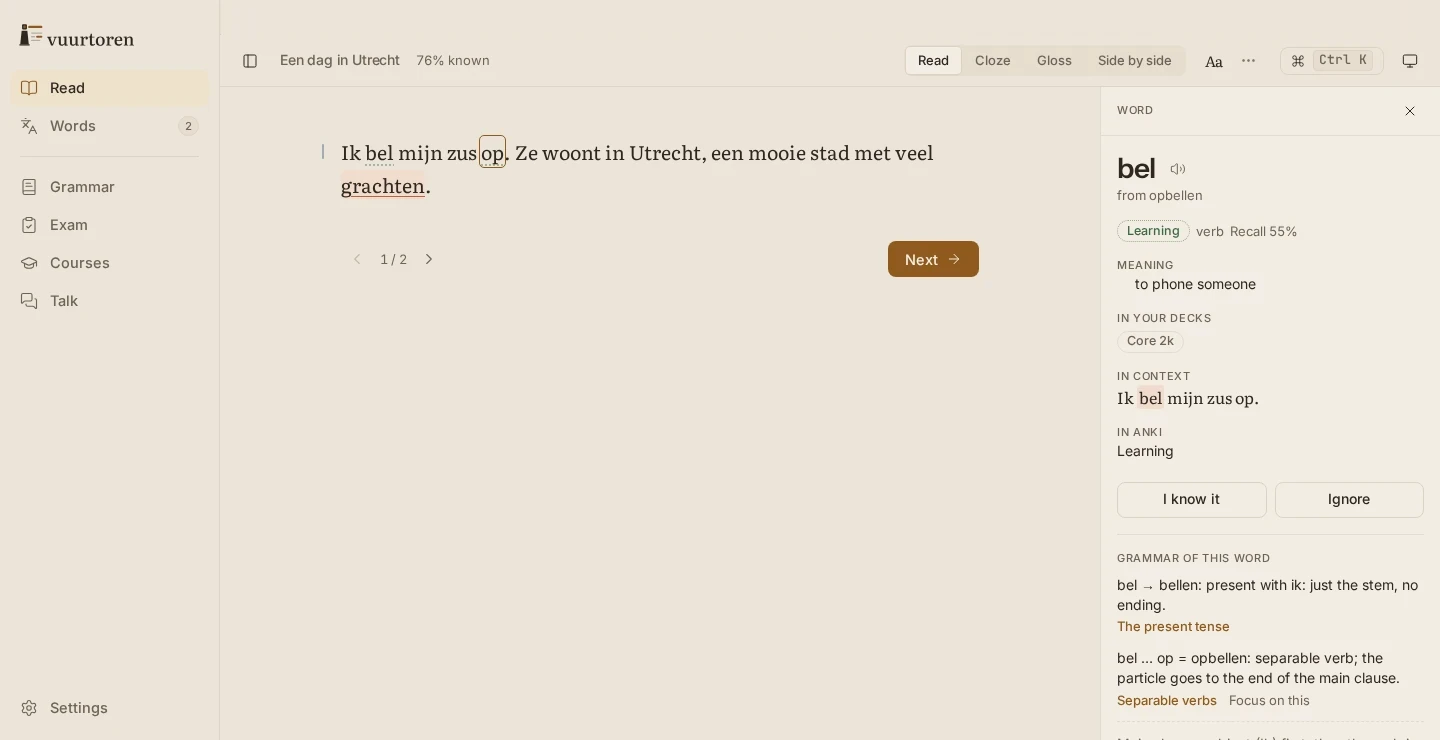 vuurtoren
Read
Words 2
Grammar
Exam
Courses
Talk
Settings
Een dag in Utrecht 76% known
Read Cloze Gloss Side by side Aa ··· ⌘ Ctrl K
Ik bel mijn zus op. Ze woont in Utrecht, een mooie stad met veel
grachten.
1 / 2
Next →
WORD
bel
from opbellen
Learning verb Recall 55%
MEANING
to phone someone
IN YOUR DECKS
Core 2k
IN CONTEXT
Ik bel mijn zus op.
IN ANKI
Learning
I know it Ignore
GRAMMAR OF THIS WORD
bel → bellen: present with ik: just the stem, no
ending.
The present tense
bel … op = opbellen: separable verb; the
particle goes to the end of the main clause.
Separable verbs Focus on this